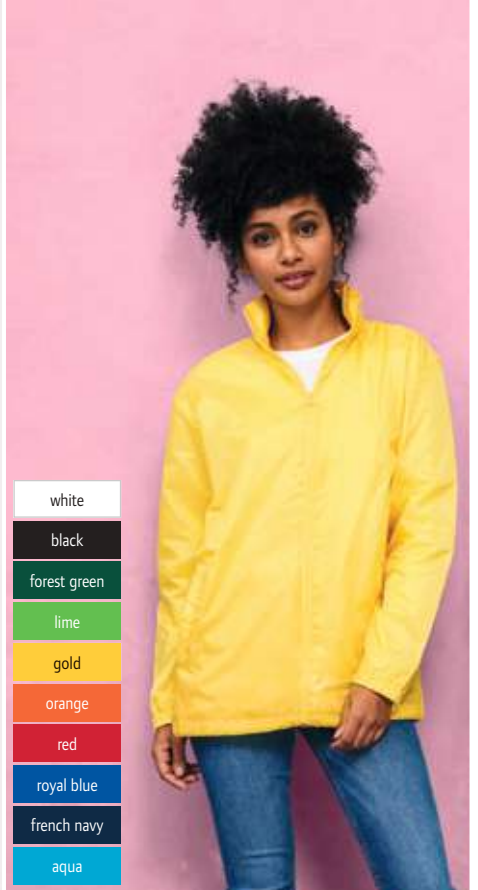 white
black
forest green
lime
gold
orange
red
royal blue
french navy
aqua